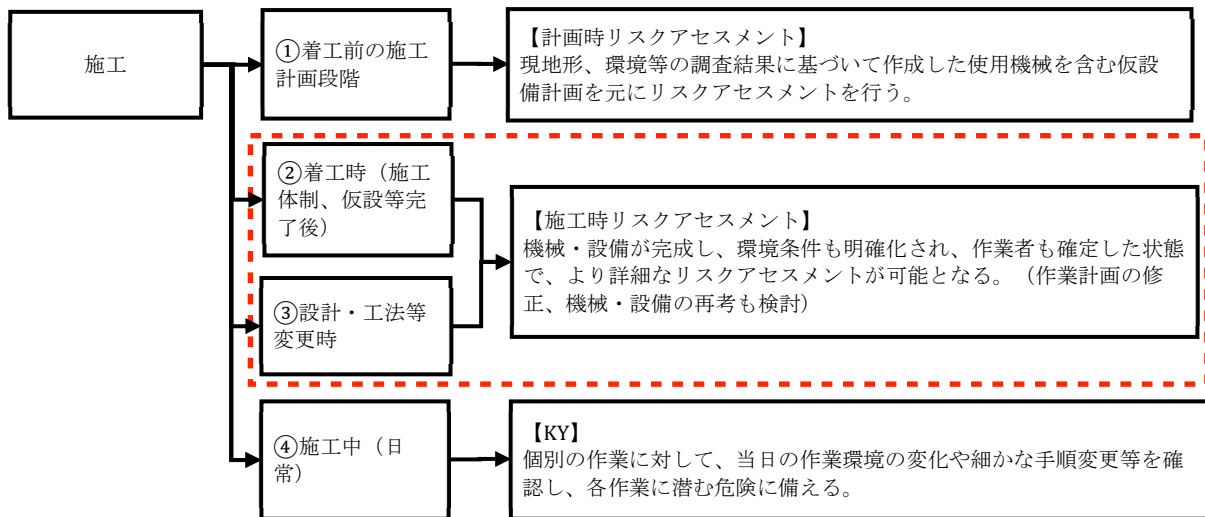 施工
①着工前の施工
計画段階
【計画時リスクアセスメント】
現地形、環境等の調査結果に基づいて作成した使用機械を含む仮設
備計画を元にリスクアセスメントを行う。
②着工時（施工
体制、仮設等完
了後）
【施工時リスクアセスメント】
機械・設備が完成し、環境条件も明確化され、作業者も確定した状態
で、より詳細なリスクアセスメントが可能となる。（作業計画の修
正、機械・設備の再考も検討）
③設計・工法等
変更時
④施工中（日
常）
【KY】
個別の作業に対して、当日の作業環境の変化や細かな手順変更等を確
認し、各作業に潜む危険に備える。